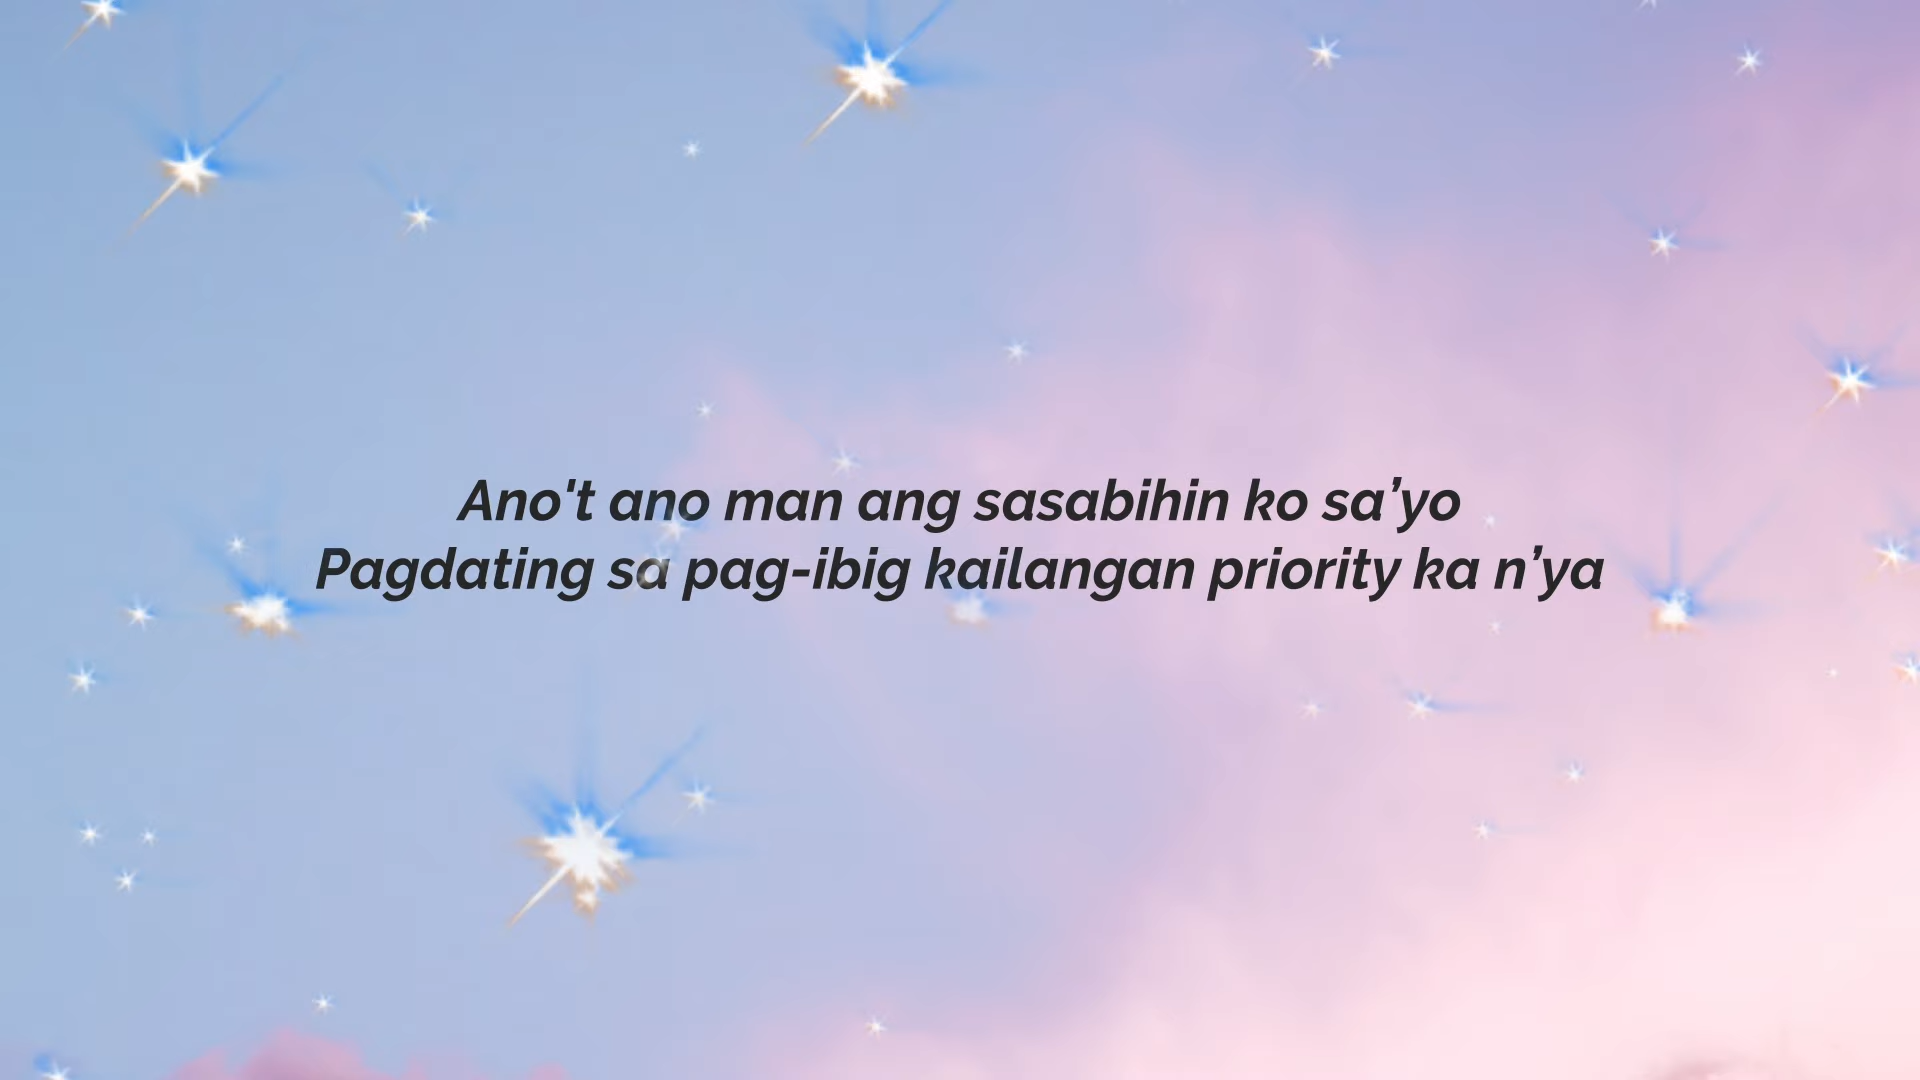 Ano't ano man ang sasabihin ko sa’yo
Pagdating sa pag-ibig kailangan priority ka n’ya